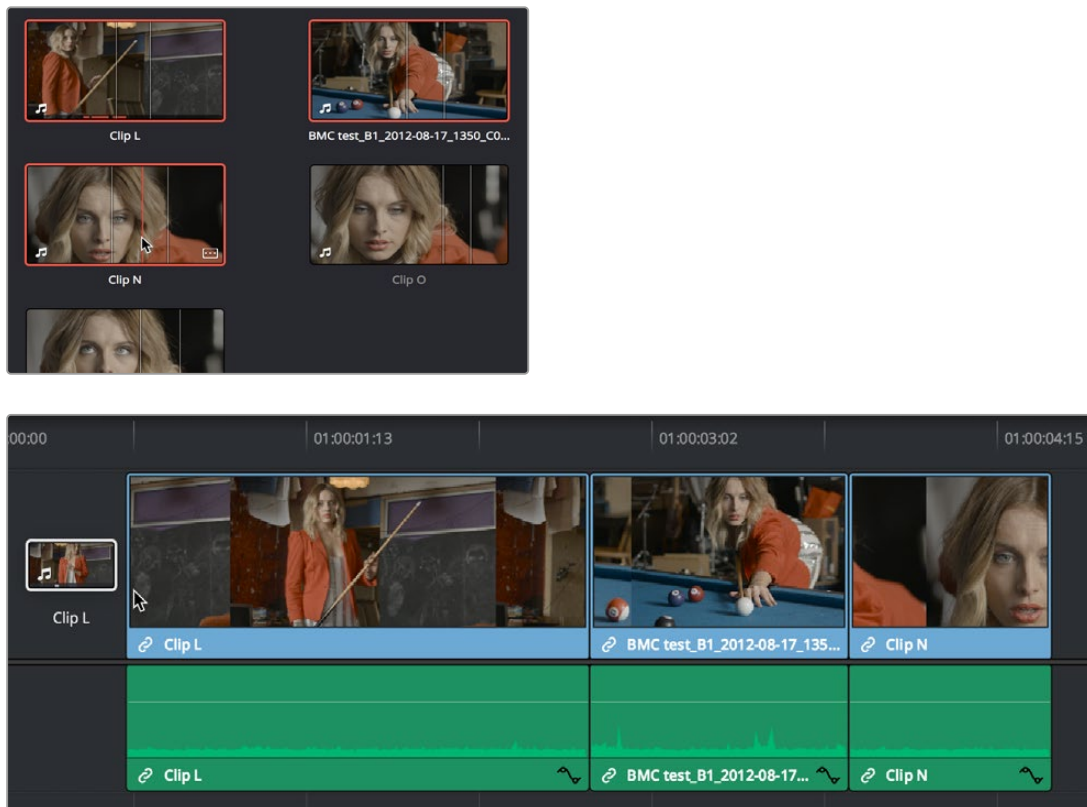 Clip L
BMC test_B1_2012-08-17_1350_C0...
Clip N
Clip O
:00:00
01:00:01:13
01:00:03:02
01:00:04:15
Clip L
Clip L
BMC test_B1_2012-08-17_135...
Clip N
Clip L
BMC test_B1_2012-08-17...
Clip N